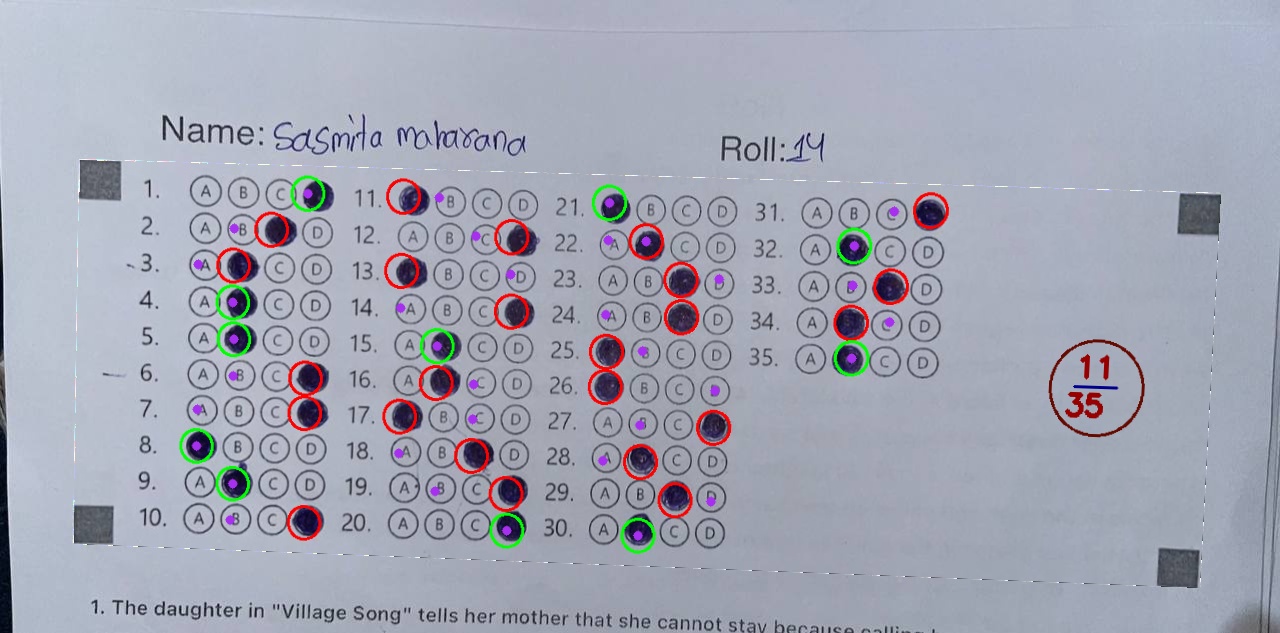 Name: Sasmita maharana
Roll: 14
1. A B C
2. A B D
3. A C D
4. A C D
5. A C D
6. A B C
7. A B C
8. B C D
9. A C D
10. A B C
11. B C D
12. A B C
13. B C D
14. A B C
15. A C D
16. A C D
17. B C D
18. A B D
19. A B C
20. A B C
21. B C D
22. A C D
23. A B D
24. A B D
25. B C D
26. B C D
27. A B C
28. A C D
29. A B D
30. A C D
31. A B C
32. A C D
33. A B D
34. A C D
35. A C D
11
35
1. The daughter in "Village Song" tells her mother that she cannot stay because calling